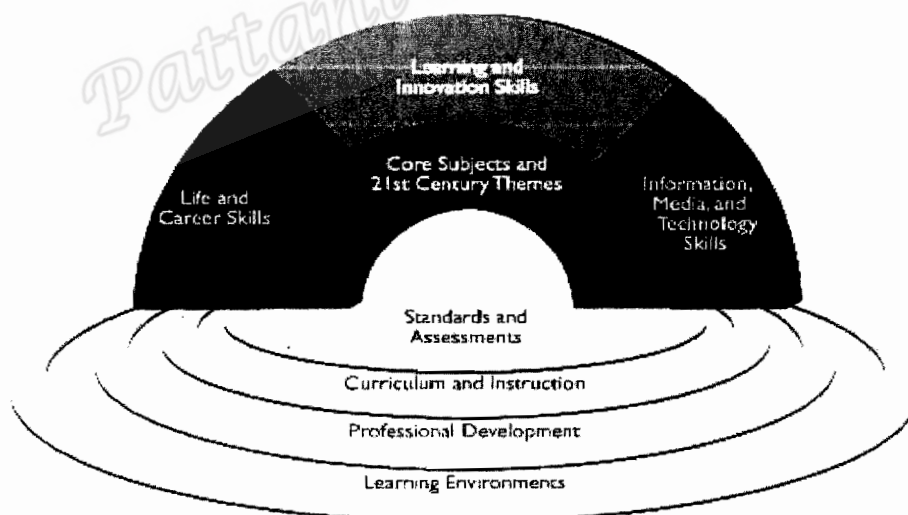 Pattani
Learning and
Innovation Skills
Core Subjects and
21st Century Themes
Life and
Career Skills
Information,
Media, and
Technology
Skills
Standards and
Assessments
Curriculum and Instruction
Professional Development
Learning Environments